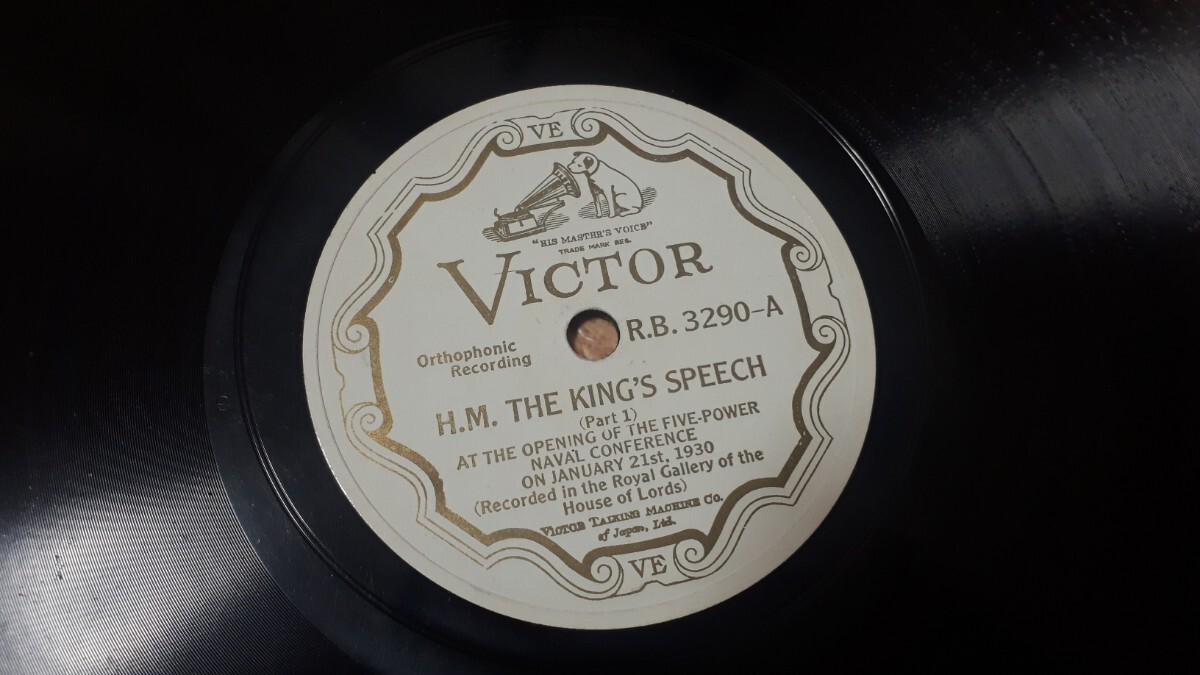 VE
"HIS MASTER'S VOICE"
TRADE MARK REG.
VICTOR
R.B. 3290-A
Orthophonic
Recording
H.M. THE KING'S SPEECH
(Part 1)
AT THE OPENING OF THE FIVE-POWER
NAVAL CONFERENCE
ON JANUARY 21st, 1930
(Recorded in the Royal Gallery of the
House of Lords)
VICTOR TALKING MACHINE CO.
of Japan, Ltd.
VE